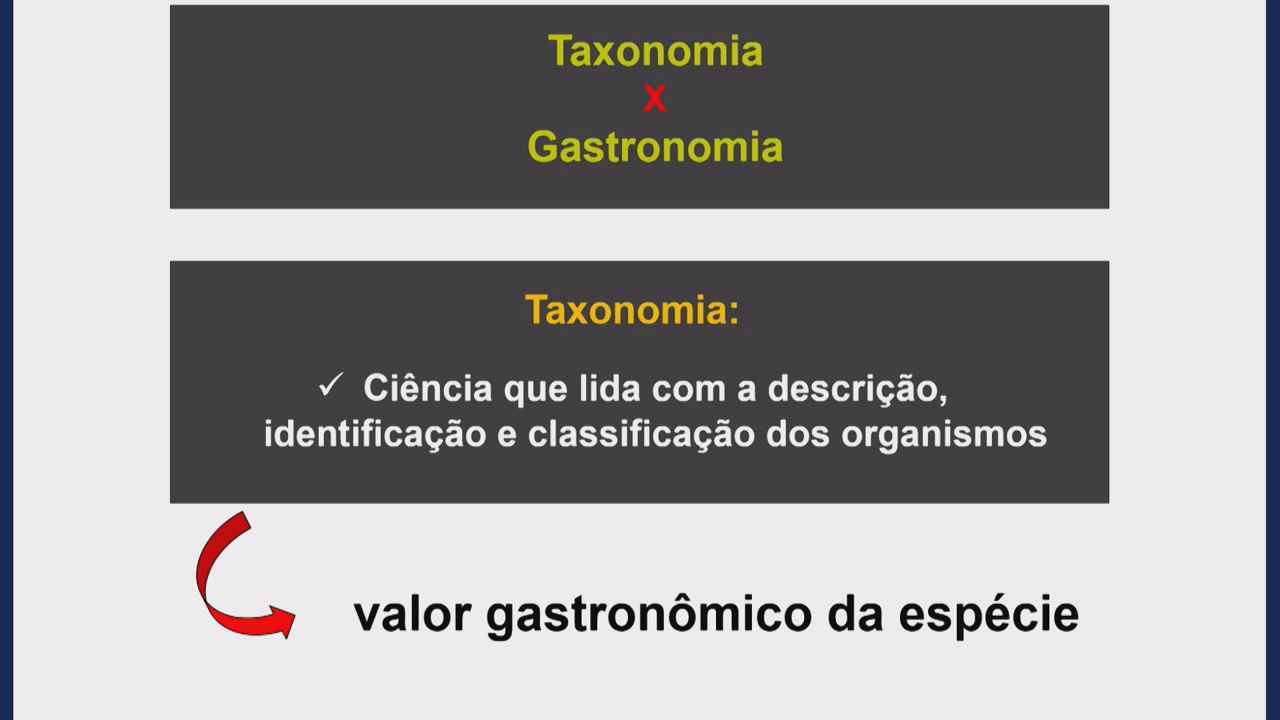 Taxonomia
X
Gastronomia
Taxonomia:
✓ Ciência que lida com a descrição,
identificação e classificação dos organismos
valor gastronômico da espécie